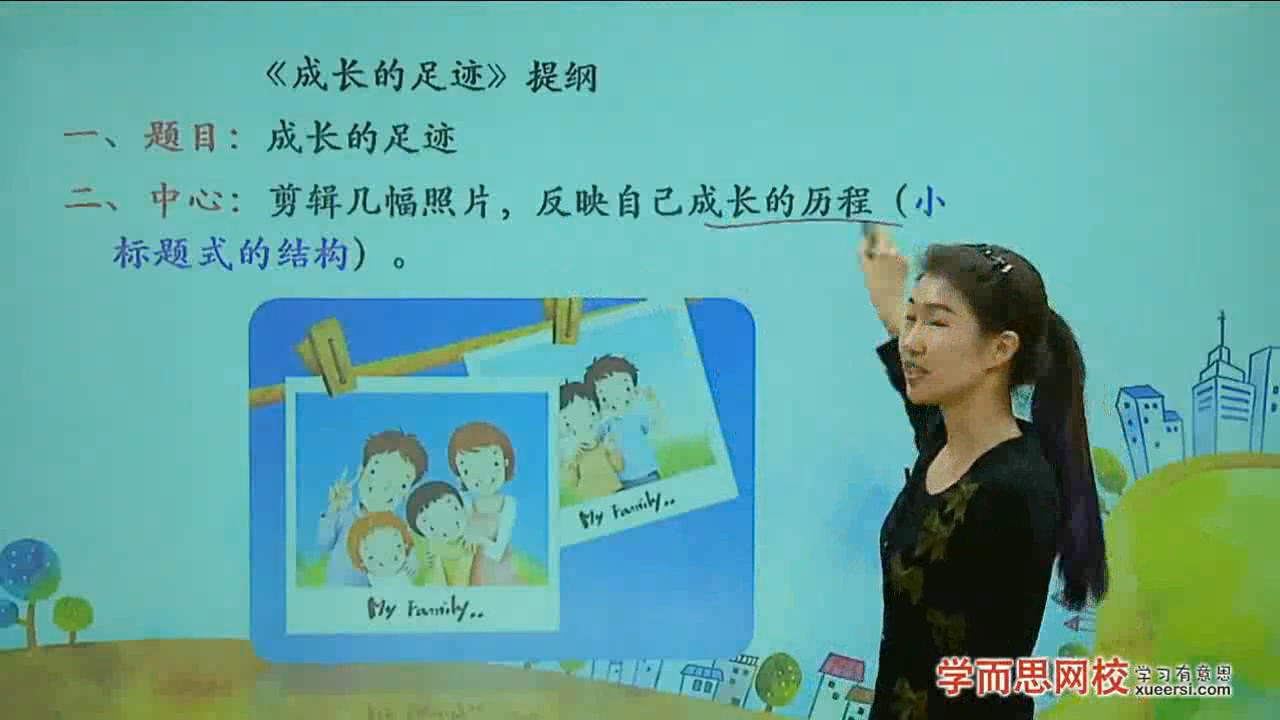 《成长的足迹》提纲
一、题目：成长的足迹
二、中心：剪辑几幅照片，反映自己成长的历程（小
标题式的结构）。
My Family..
My Family..
学而思网校
学习有意思
xueersi.com